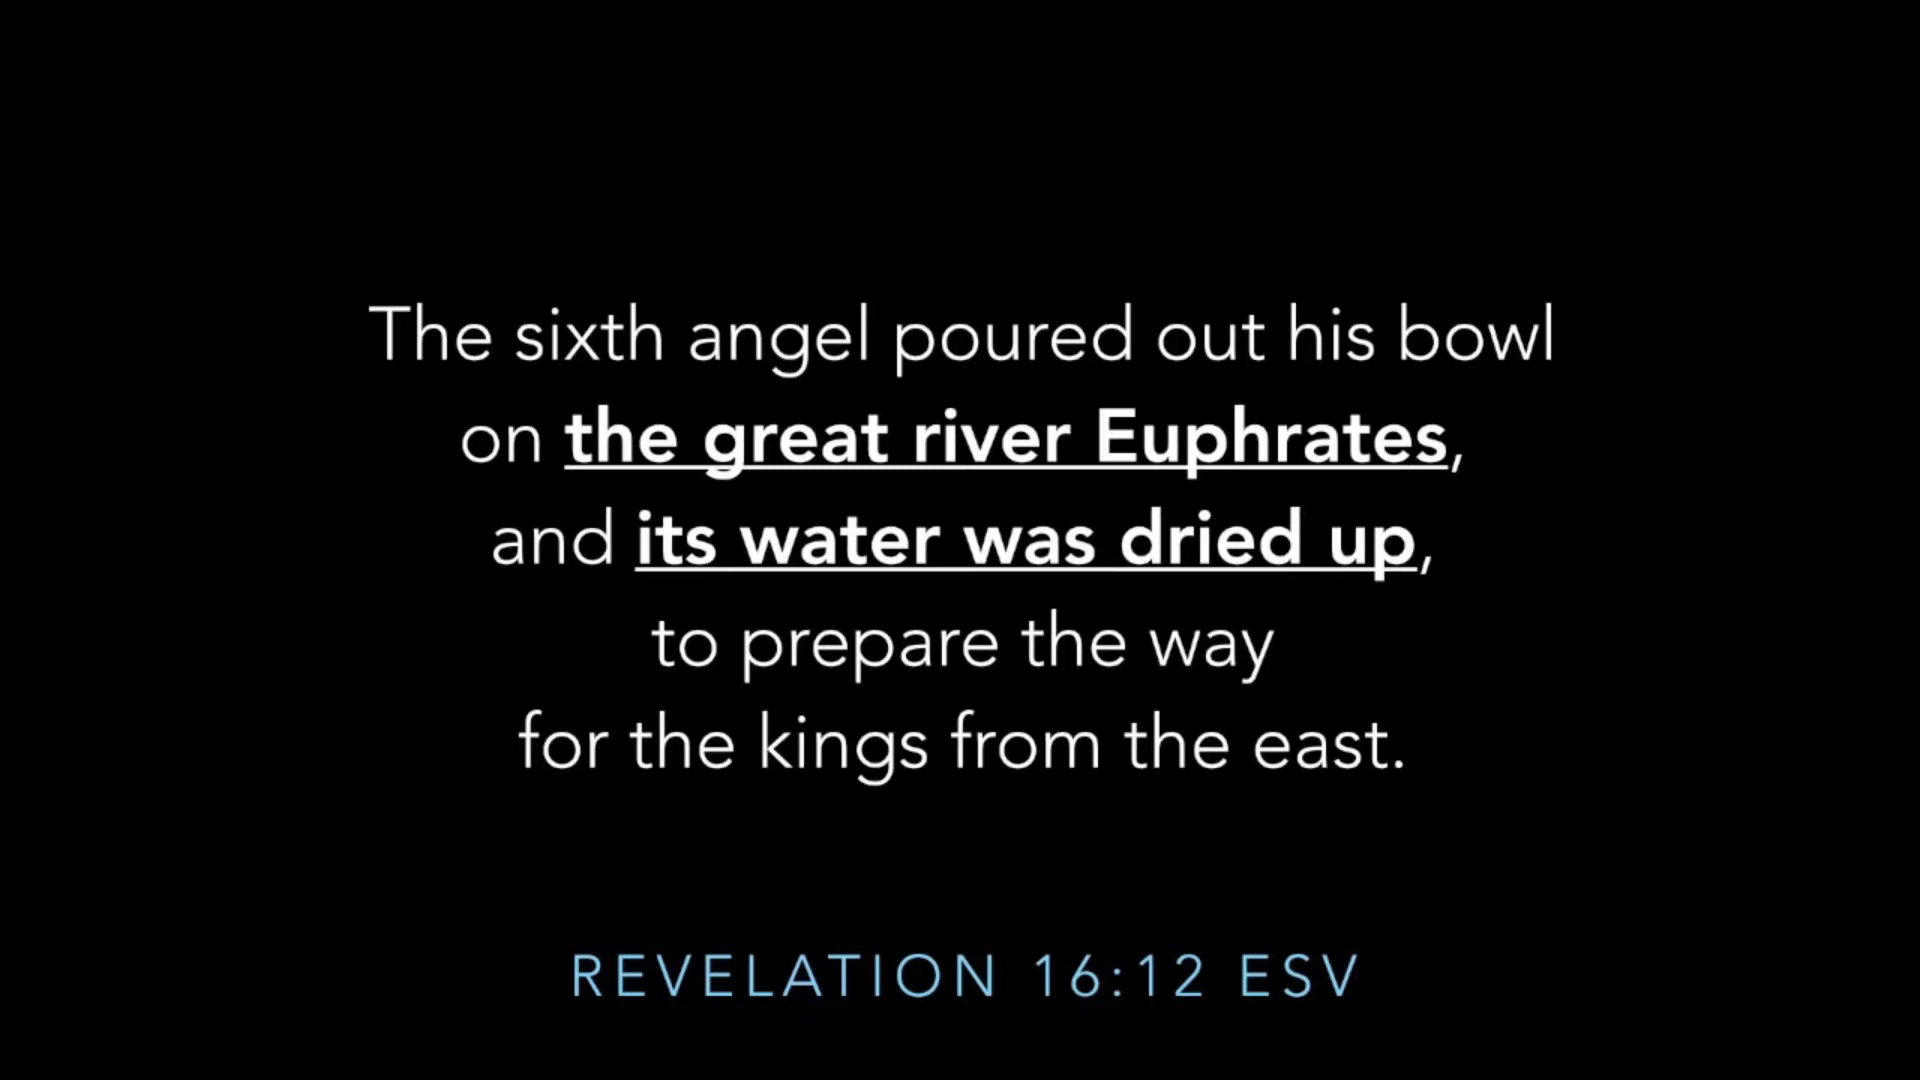 The sixth angel poured out his bowl
on the great river Euphrates,
and its water was dried up,
to prepare the way
for the kings from the east.
REVELATION 16:12 ESV